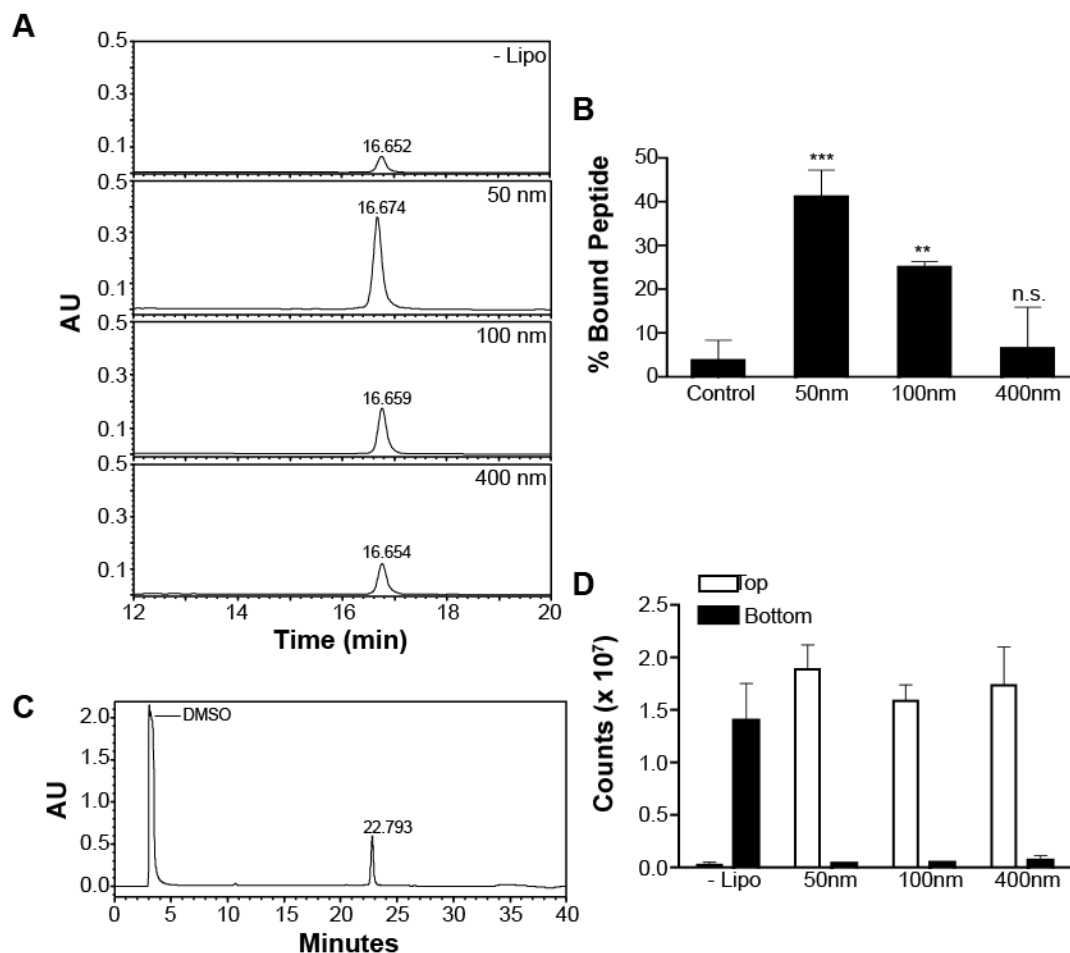 A
0.5
0.3
0.1
- Lipo
16.652
0.5
0.3
0.1
50 nm
16.674
0.5
0.3
0.1
100 nm
16.659
0.5
0.3
0.1
400 nm
16.654
AU
12 14 16 18 20
Time (min)
B
50
40
30
20
10
0
% Bound Peptide
***
**
n.s.
Control 50nm 100nm 400nm
C
2.0
1.5
1.0
0.5
0.0
AU
DMSO
22.793
0 5 10 15 20 25 30 35 40
Minutes
D
Top
Bottom
2.5
2.0
1.5
1.0
0.5
0.0
Counts (x 10⁷)
- Lipo 50nm 100nm 400nm